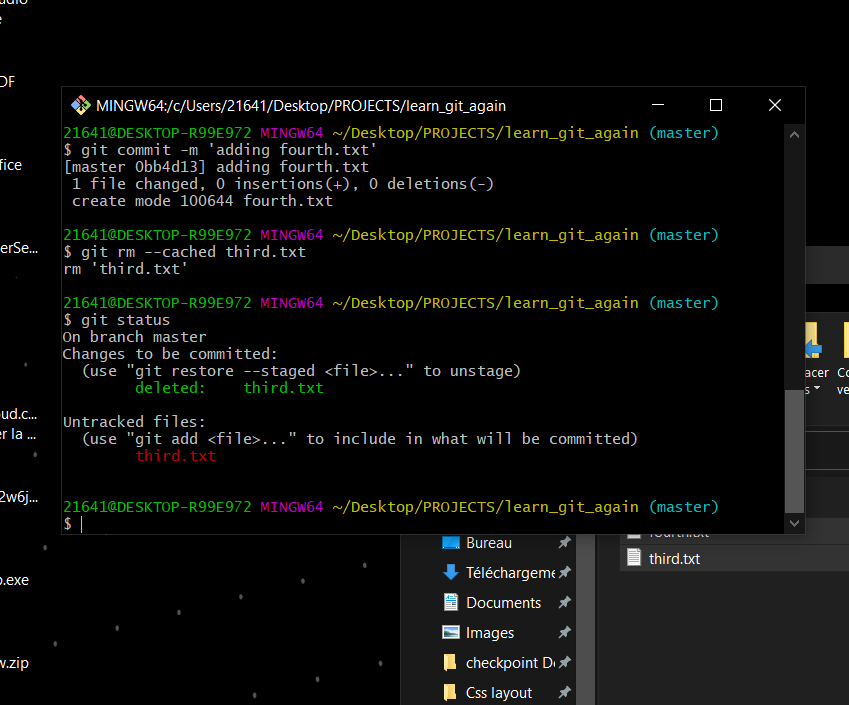 DF
MINGW64:/c/Users/21641/Desktop/PROJECTS/learn_git_again
21641@DESKTOP-R99E972 MINGW64 ~/Desktop/PROJECTS/learn_git_again (master)
$ git commit -m 'adding fourth.txt'
[master 0bb4d13] adding fourth.txt
 1 file changed, 0 insertions(+), 0 deletions(-)
 create mode 100644 fourth.txt
21641@DESKTOP-R99E972 MINGW64 ~/Desktop/PROJECTS/learn_git_again (master)
$ git rm --cached third.txt
rm 'third.txt'
21641@DESKTOP-R99E972 MINGW64 ~/Desktop/PROJECTS/learn_git_again (master)
$ git status
On branch master
Changes to be committed:
  (use "git restore --staged <file>..." to unstage)
        deleted:    third.txt
Untracked files:
  (use "git add <file>..." to include in what will be committed)
        third.txt
21641@DESKTOP-R99E972 MINGW64 ~/Desktop/PROJECTS/learn_git_again (master)
$
ffice
erSe...
oud.c...
er la ...
2w6j...
o.exe
w.zip
acer
s
Co
ve
fourth.txt
third.txt
Bureau
Téléchargeme
Documents
Images
checkpoint De
Css layout